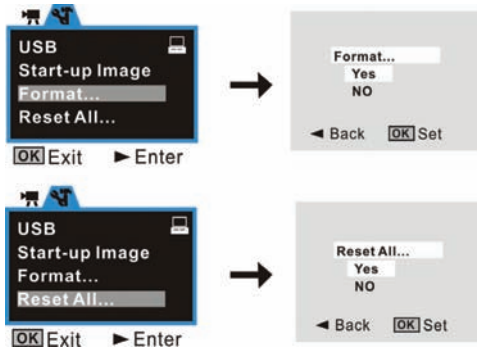 USB
Start-up Image
Format...
Reset All...
OK Exit ► Enter
Format...
Yes
NO
◄ Back OK Set
USB
Start-up Image
Format...
Reset All...
OK Exit ► Enter
Reset All...
Yes
NO
◄ Back OK Set